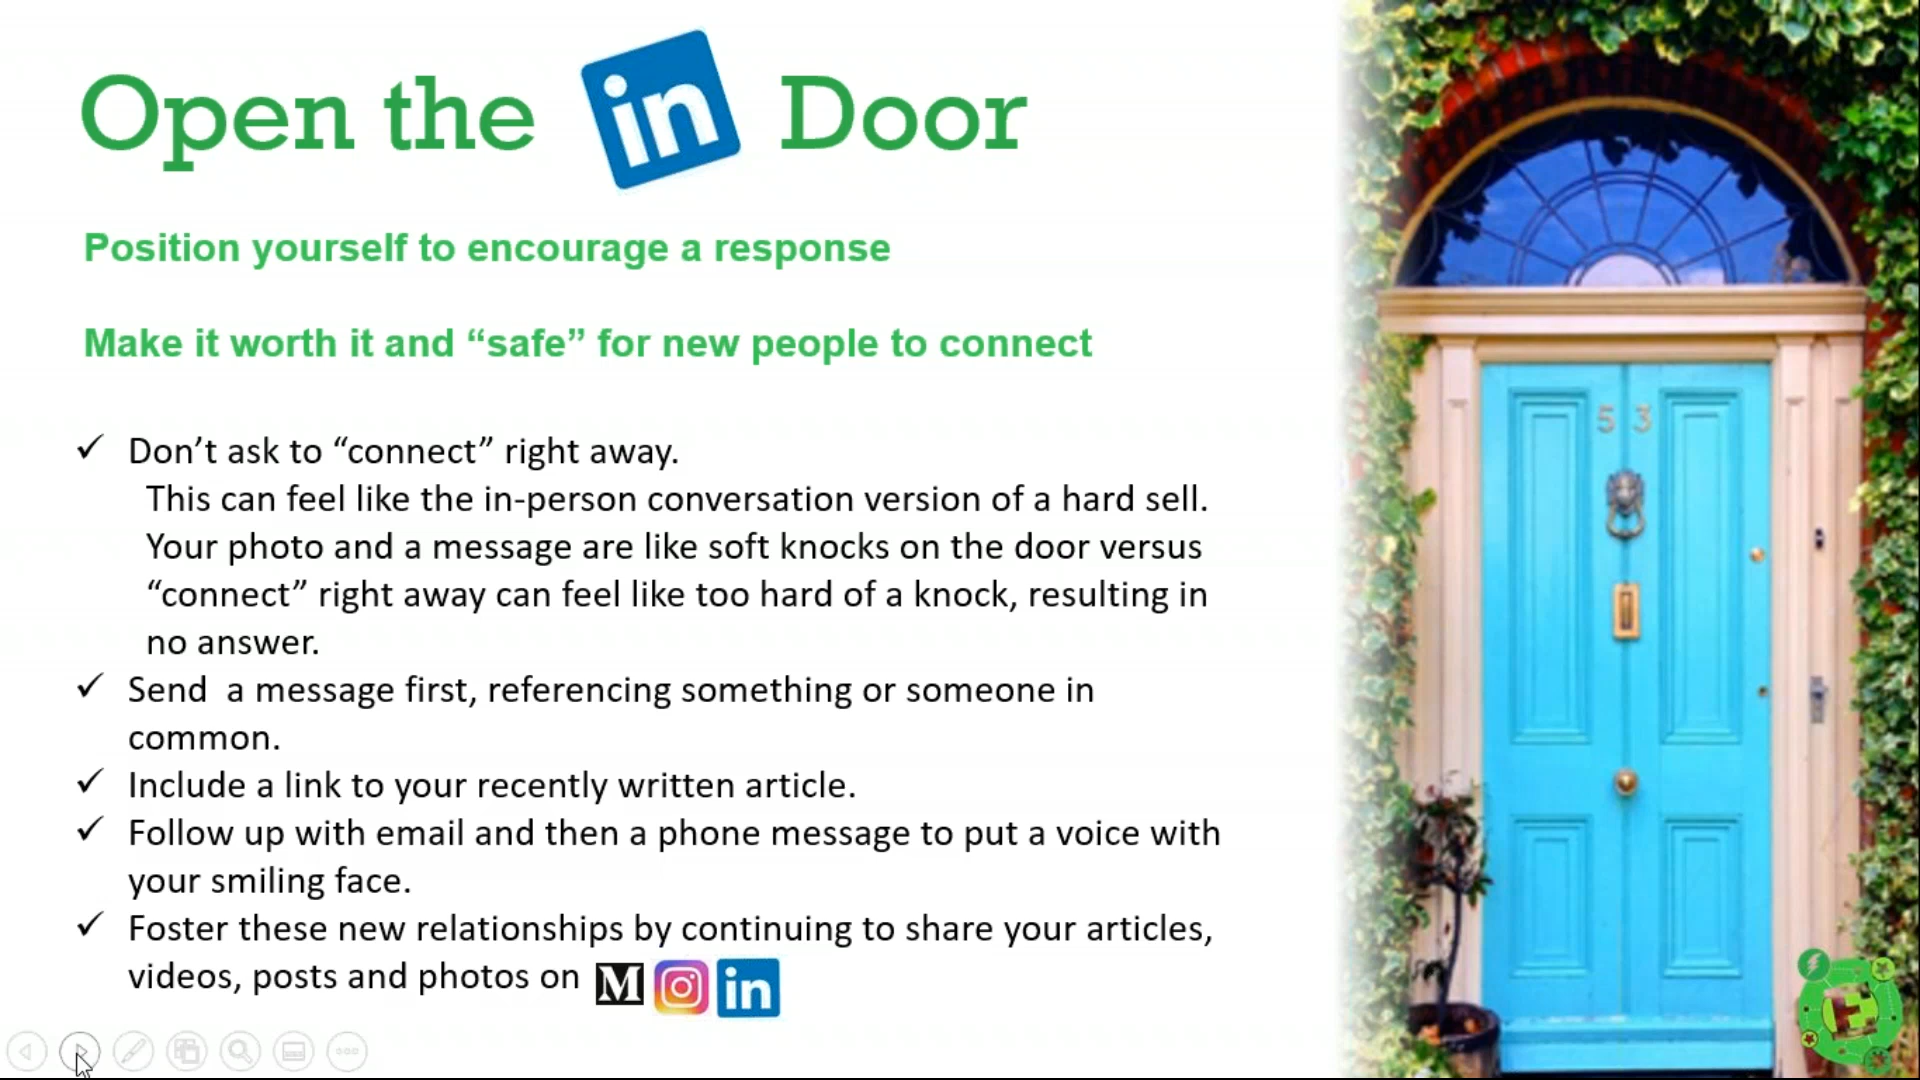 Open the in Door
Position yourself to encourage a response
Make it worth it and “safe” for new people to connect
✓ Don’t ask to “connect” right away.
This can feel like the in-person conversation version of a hard sell.
Your photo and a message are like soft knocks on the door versus
“connect” right away can feel like too hard of a knock, resulting in
no answer.
✓ Send  a message first, referencing something or someone in
common.
✓ Include a link to your recently written article.
✓ Follow up with email and then a phone message to put a voice with
your smiling face.
✓ Foster these new relationships by continuing to share your articles,
videos, posts and photos on M in
5 3
E